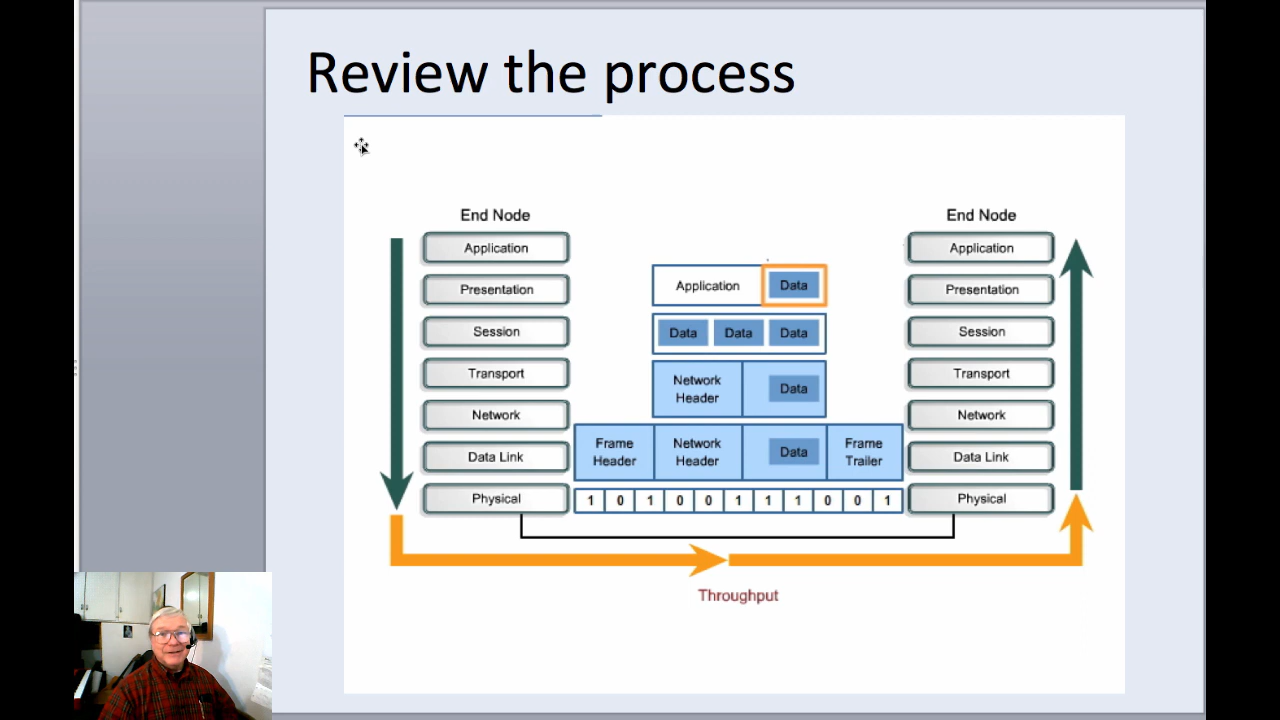 Review the process
End Node
Application
Presentation
Session
Transport
Network
Data Link
Physical
Application Data
Data Data Data
Network Header Data
Frame Header Network Header Data Frame Trailer
1 0 1 0 0 1 1 1 0 0 1
End Node
Application
Presentation
Session
Transport
Network
Data Link
Physical
Throughput